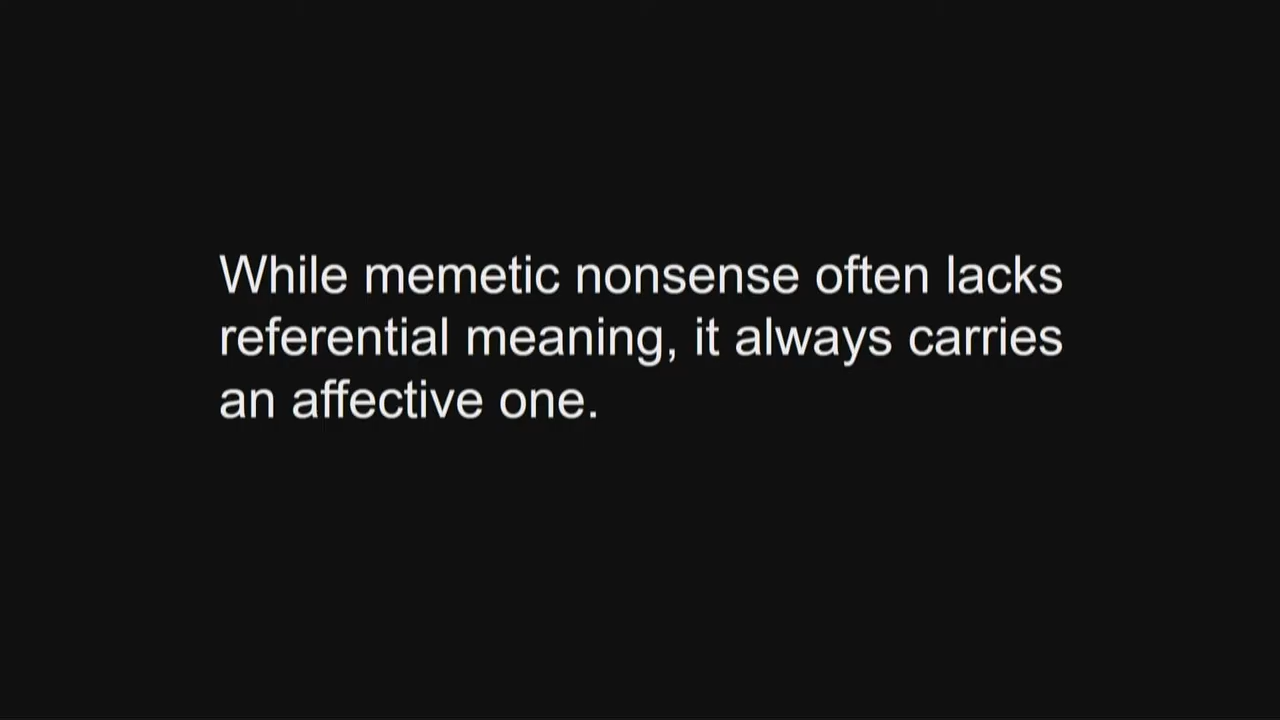 While memetic nonsense often lacks
referential meaning, it always carries
an affective one.